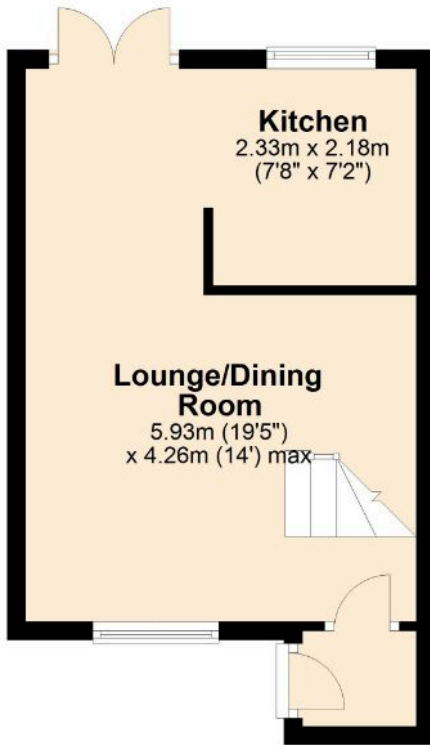 Kitchen
2.33m x 2.18m
(7'8" x 7'2")
Lounge/Dining
Room
5.93m (19'5")
x 4.26m (14') max